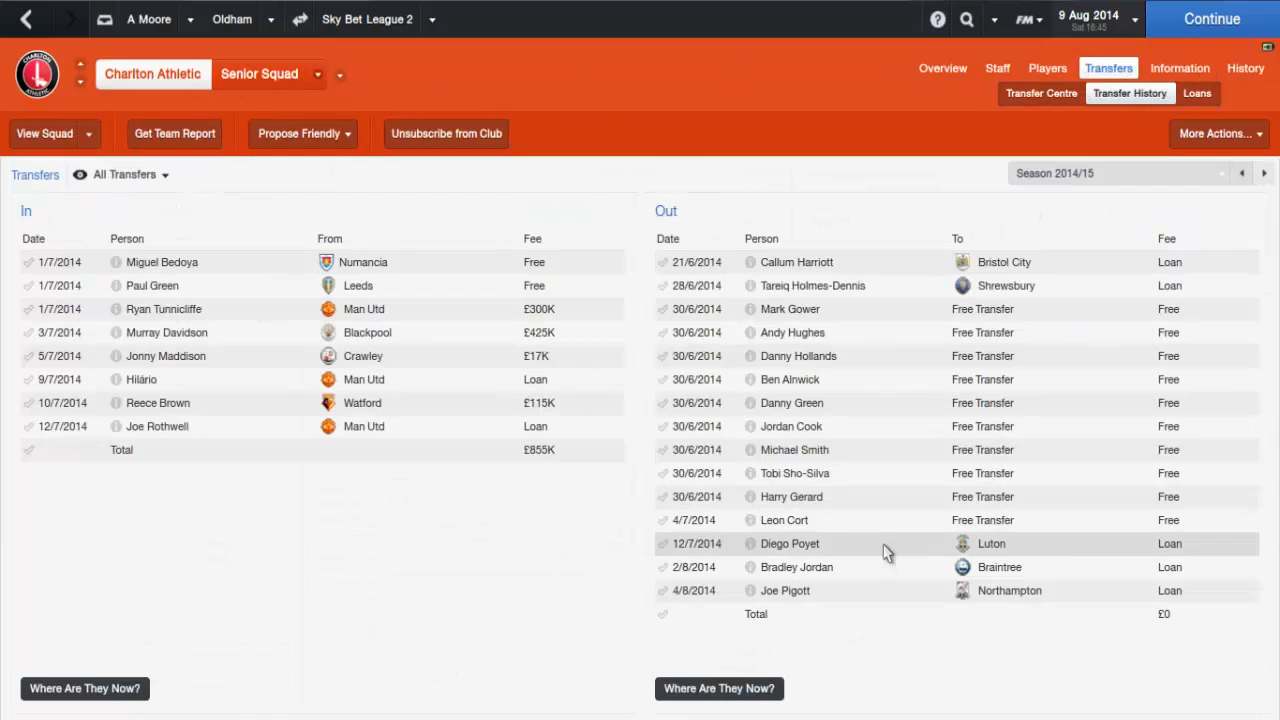 A Moore Oldham Sky Bet League 2 FM 9 Aug 2014 Continue
Sat 16:45
Charlton Athletic Senior Squad
Overview Staff Players Transfers Information History
Transfer Centre Transfer History Loans
View Squad Get Team Report Propose Friendly Unsubscribe from Club More Actions...
Transfers All Transfers Season 2014/15
In
Date Person From Fee
1/7/2014 Miguel Bedoya Numancia Free
1/7/2014 Paul Green Leeds Free
1/7/2014 Ryan Tunnicliffe Man Utd £300K
3/7/2014 Murray Davidson Blackpool £425K
5/7/2014 Jonny Maddison Crawley £17K
9/7/2014 Hilário Man Utd Loan
10/7/2014 Reece Brown Watford £115K
12/7/2014 Joe Rothwell Man Utd Loan
Total £855K
Where Are They Now?
Out
Date Person To Fee
21/6/2014 Callum Harriott Bristol City Loan
28/6/2014 Tareiq Holmes-Dennis Shrewsbury Loan
30/6/2014 Mark Gower Free Transfer Free
30/6/2014 Andy Hughes Free Transfer Free
30/6/2014 Danny Hollands Free Transfer Free
30/6/2014 Ben Alnwick Free Transfer Free
30/6/2014 Danny Green Free Transfer Free
30/6/2014 Jordan Cook Free Transfer Free
30/6/2014 Michael Smith Free Transfer Free
30/6/2014 Tobi Sho-Silva Free Transfer Free
30/6/2014 Harry Gerard Free Transfer Free
4/7/2014 Leon Cort Free Transfer Free
12/7/2014 Diego Poyet Luton Loan
2/8/2014 Bradley Jordan Braintree Loan
4/8/2014 Joe Pigott Northampton Loan
Total £0
Where Are They Now?